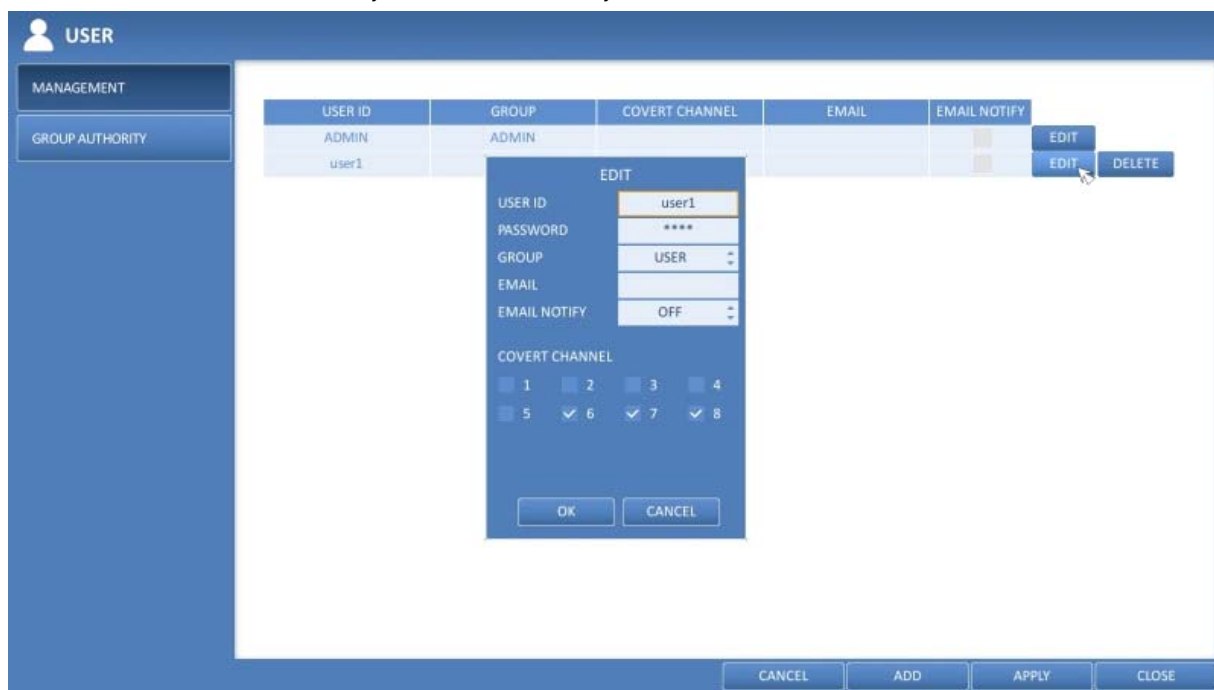 USER
MANAGEMENT
GROUP AUTHORITY
USER ID GROUP COVERT CHANNEL EMAIL EMAIL NOTIFY
ADMIN ADMIN EDIT
user1 EDIT DELETE
EDIT
USER ID user1
PASSWORD ****
GROUP USER
EMAIL
EMAIL NOTIFY OFF
COVERT CHANNEL
1 2 3 4
5 6 7 8
OK CANCEL
CANCEL ADD APPLY CLOSE